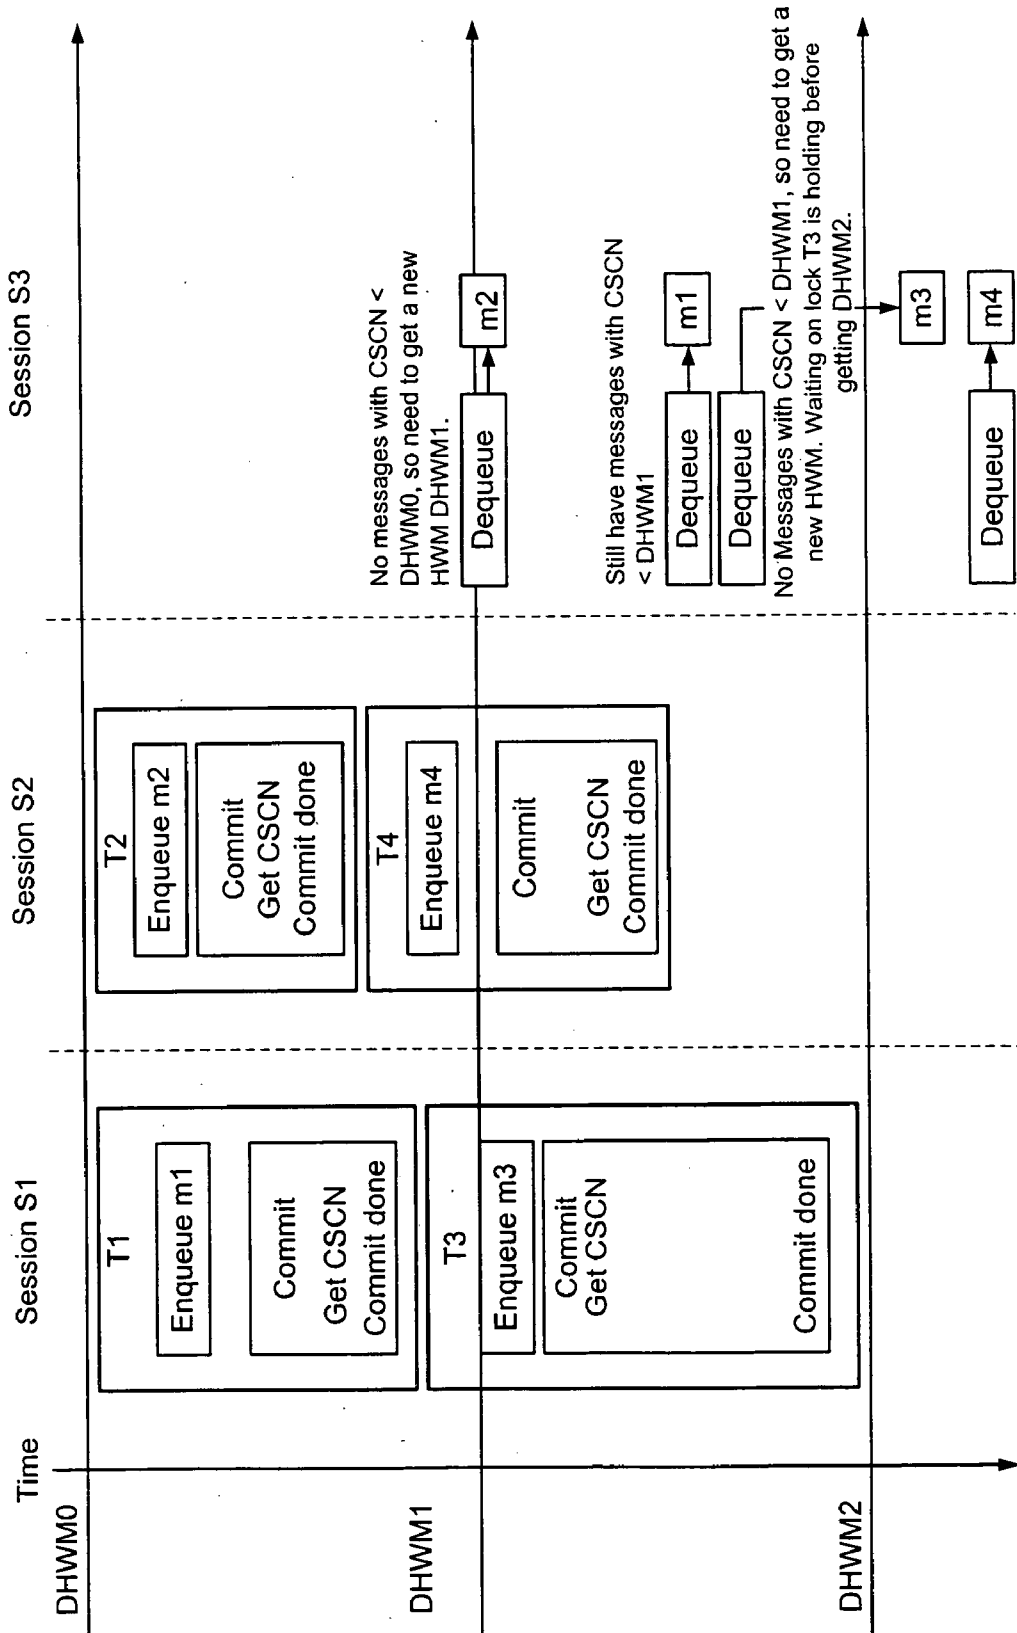 Time
Session S1
Session S2
Session S3
DHWM0
T1
Enqueue m1
Commit
Get CSCN
Commit done
T2
Enqueue m2
Commit
Get CSCN
Commit done
No messages with CSCN <
DHWM0, so need to get a new
HWM DHWM1.
DHWM1
T3
Enqueue m3
Commit
Get CSCN
Commit done
T4
Enqueue m4
Commit
Get CSCN
Commit done
Dequeue
m2
Still have messages with CSCN
< DHWM1
Dequeue
m1
Dequeue
No Messages with CSCN < DHWM1, so need to get a
new HWM. Waiting on lock T3 is holding before
getting DHWM2.
DHWM2
m3
Dequeue
m4